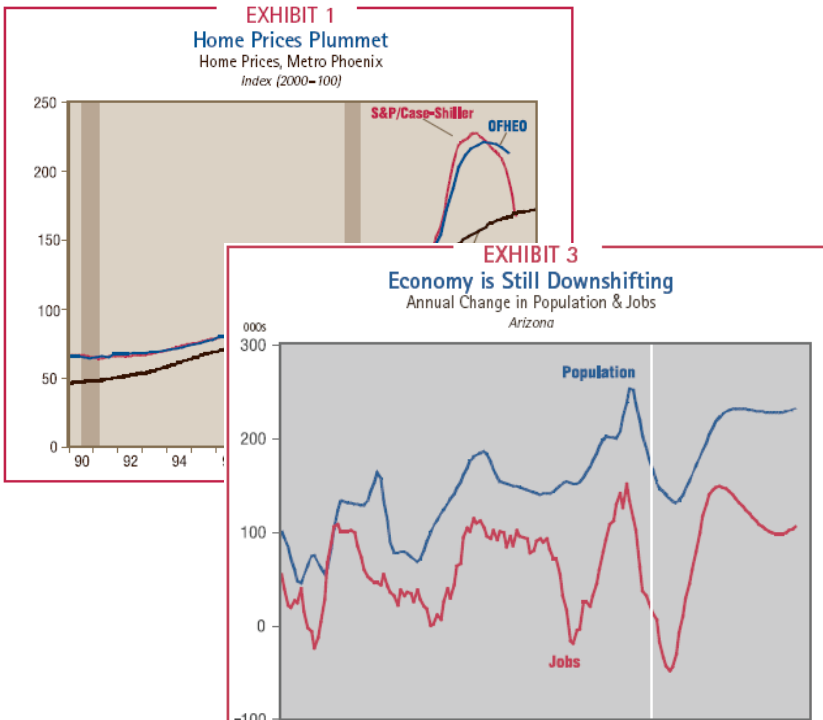 EXHIBIT 1
Home Prices Plummet
Home Prices, Metro Phoenix
Index (2000=100)
250
S&P/Case-Shiller
OFHEO
200
150
100
50
0
90 92 94
EXHIBIT 3
Economy is Still Downshifting
Annual Change in Population & Jobs
Arizona
000s
300
Population
200
100
0
Jobs
-100